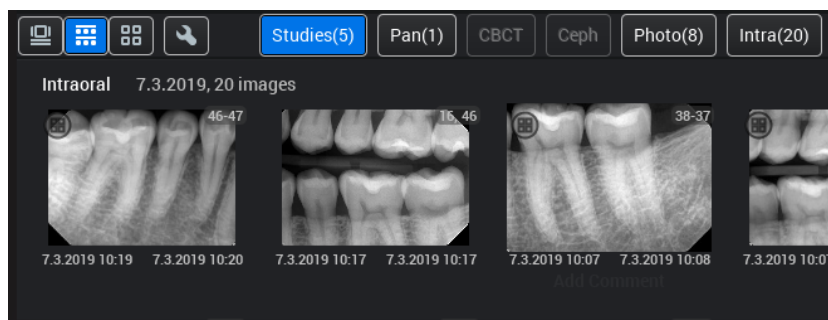 Studies(5) Pan(1) CBCT Ceph Photo(8) Intra(20)
Intraoral 7.3.2019, 20 images
46-47 16, 46 38-37
7.3.2019 10:19 7.3.2019 10:20 7.3.2019 10:17 7.3.2019 10:17 7.3.2019 10:07 7.3.2019 10:08 7.3.2019 10:07
Add Comment